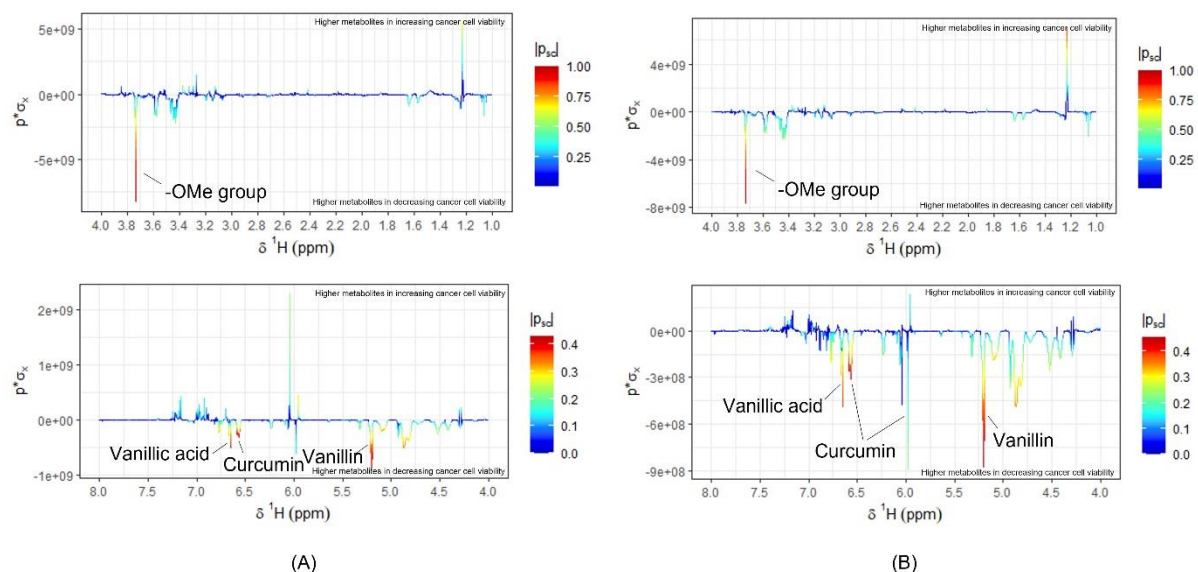 Higher metabolites in increasing cancer cell viability
5e+09
0e+00
-5e+09
p*σx
-OMe group
Higher metabolites in decreasing cancer cell viability
4.0 3.8 3.6 3.4 3.2 3.0 2.8 2.6 2.4 2.2 2.0 1.8 1.6 1.4 1.2 1.0
δ ¹H (ppm)
|psc|
1.00
0.75
0.50
0.25
Higher metabolites in increasing cancer cell viability
4e+09
0e+00
-4e+09
-8e+09
p*σx
-OMe group
Higher metabolites in decreasing cancer cell viability
4.0 3.8 3.6 3.4 3.2 3.0 2.8 2.6 2.4 2.2 2.0 1.8 1.6 1.4 1.2 1.0
δ ¹H (ppm)
|psc|
1.00
0.75
0.50
0.25
Higher metabolites in increasing cancer cell viability
2e+09
1e+09
0e+00
-1e+09
p*σx
Vanillic acid
Curcumin
Vanillin
Higher metabolites in decreasing cancer cell viability
8.0 7.5 7.0 6.5 6.0 5.5 5.0 4.5 4.0
δ ¹H (ppm)
|psc|
0.4
0.3
0.2
0.1
0.0
Higher metabolites in increasing cancer cell viability
0e+00
-3e+08
-6e+08
-9e+08
p*σx
Vanillic acid
Curcumin
Vanillin
Higher metabolites in decreasing cancer cell viability
8.0 7.5 7.0 6.5 6.0 5.5 5.0 4.5 4.0
δ ¹H (ppm)
|psc|
0.4
0.3
0.2
0.1
0.0
(A)
(B)